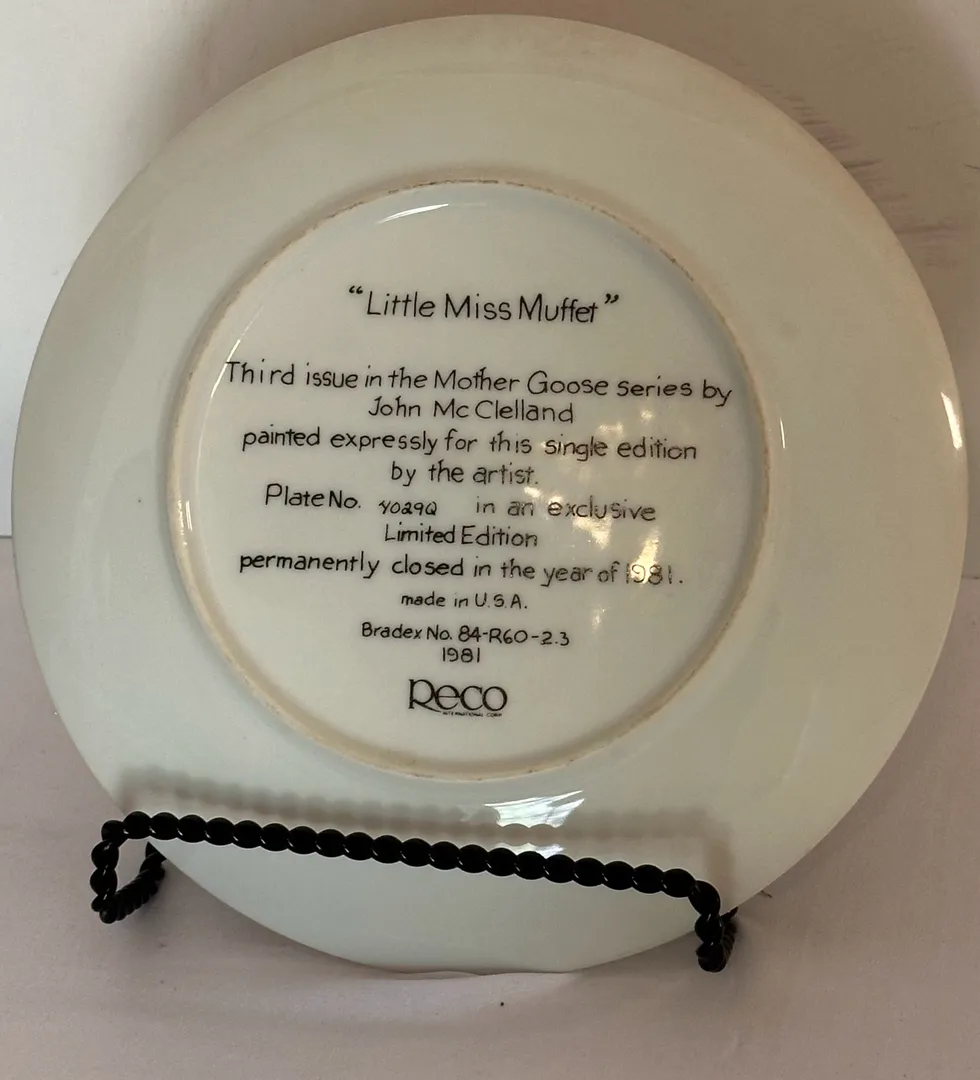 “Little Miss Muffet”
Third issue in the Mother Goose series by
John McClelland
painted expressly for this single edition
by the artist.
Plate No. 4029Q in an exclusive
Limited Edition
permanently closed in the year of 1981.
made in U.S.A.
Bradex No. 84-R60-2.3
1981
Reco
INTERNATIONAL CORP.